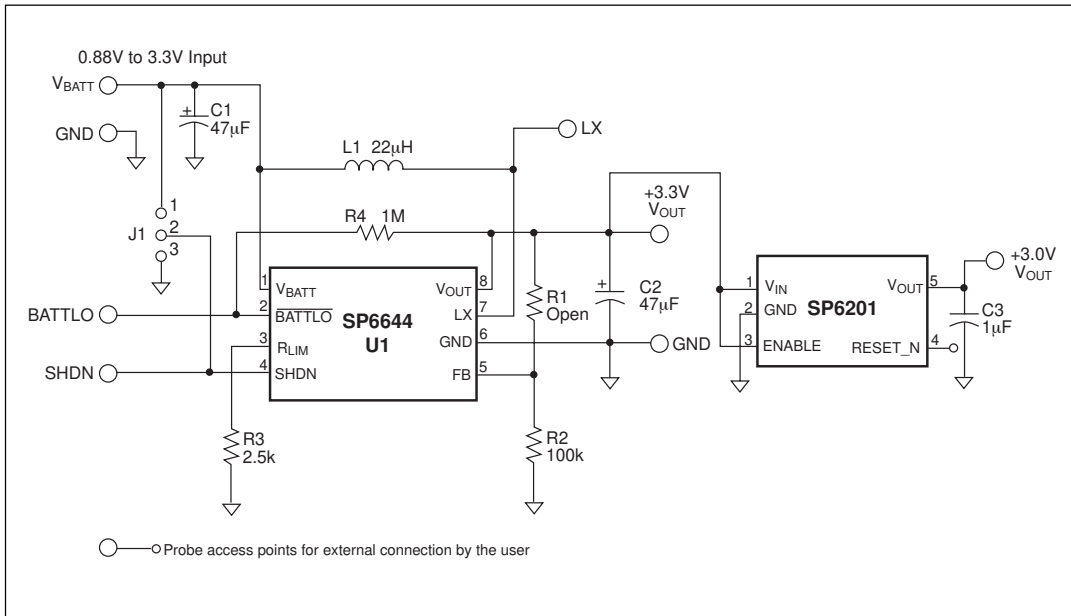 0.88V to 3.3V Input
VBATT
C1
47μF
GND
LX
L1 22μH
+3.3V
VOUT
R4 1M
1
J1 2
3
+3.0V
VOUT
1 VBATT
VOUT 8
R1
Open
C2
47μF
1 VIN
VOUT 5
BATTLO
2 BATTLO
LX 7
2 GND
SP6201
C3
1μF
SP6644
U1
3 RLIM
GND 6
GND
3 ENABLE
RESET_N 4
SHDN
4 SHDN
FB 5
R3
2.5k
R2
100k
Probe access points for external connection by the user